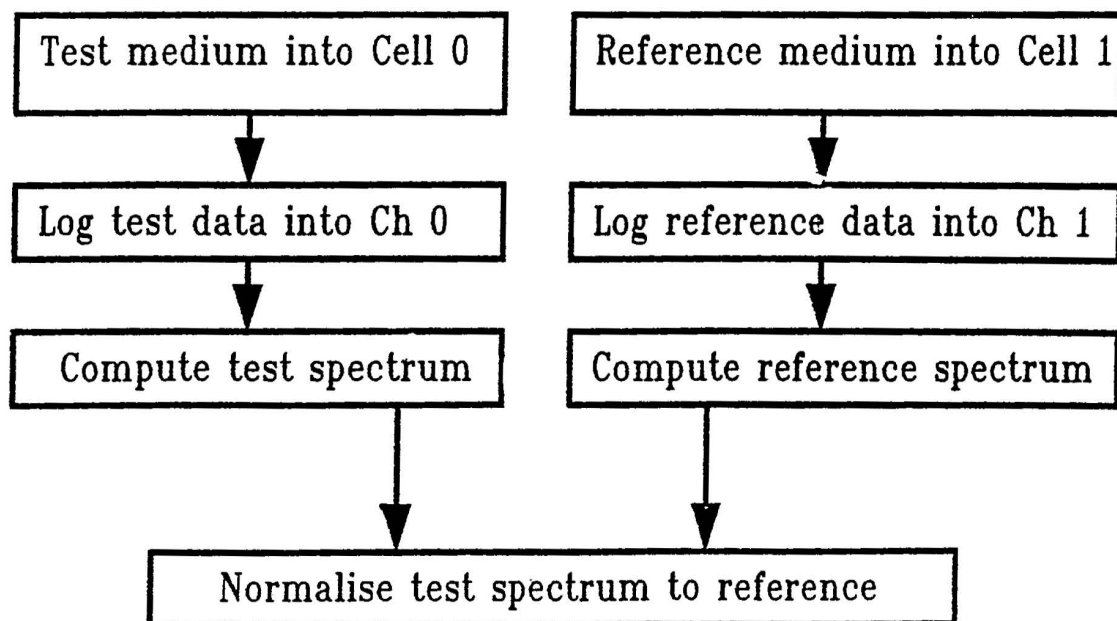 Test medium into Cell 0
Reference medium into Cell 1
Log test data into Ch 0
Log reference data into Ch 1
Compute test spectrum
Compute reference spectrum
Normalise test spectrum to reference